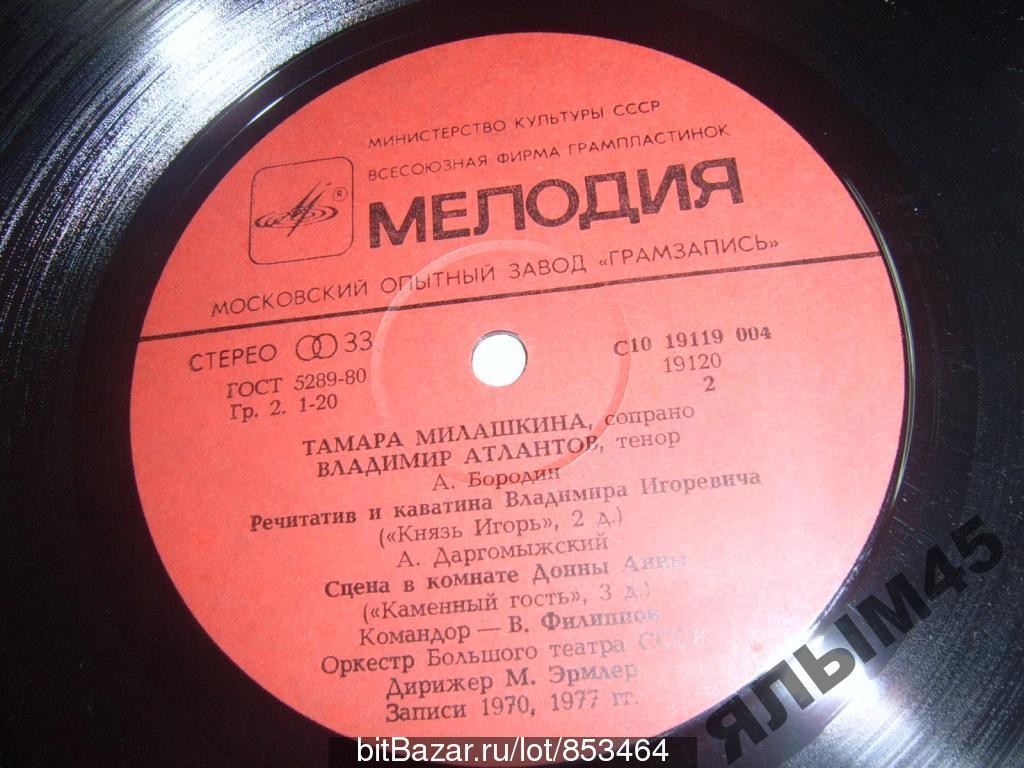 МИНИСТЕРСТВО КУЛЬТУРЫ СССР
ВСЕСОЮЗНАЯ ФИРМА ГРАМПЛАСТИНОК
МЕЛОДИЯ
®
МОСКОВСКИЙ ОПЫТНЫЙ ЗАВОД «ГРАМЗАПИСЬ»
СТЕРЕО 33
ГОСТ 5289-80
Гр. 2. 1-20
С10 19119 004
19120
2
ТАМАРА МИЛАШКИНА, сопрано
ВЛАДИМИР АТЛАНТОВ, тенор
А. Бородин
Речитатив и каватина Владимира Игоревича
(«Князь Игорь», 2 д.)
А. Даргомыжский
Сцена в комнате Донны Анны
(«Каменный гость», 3 д.)
Командор — В. Филиппов
Оркестр Большого театра СССР
Дирижер М. Эрмлер
Записи 1970, 1977 гг.
ЯЛЫМ45
bitBazar.ru/lot/853464